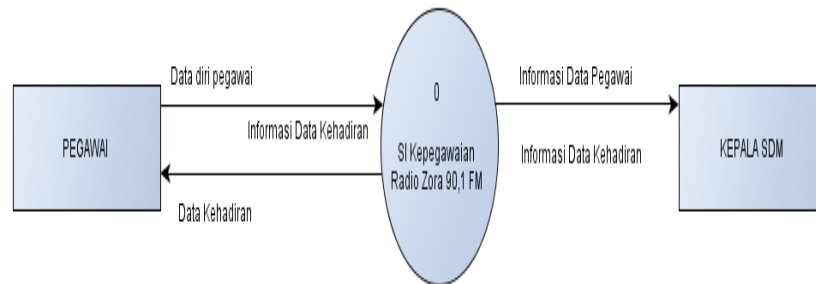 Data diri pegawai
Informasi Data Kehadiran
PEGAWAI
Data Kehadiran
0
SI Kepegawaian
Radio Zora 90,1 FM
Informasi Data Pegawai
Informasi Data Kehadiran
KEPALA SDM